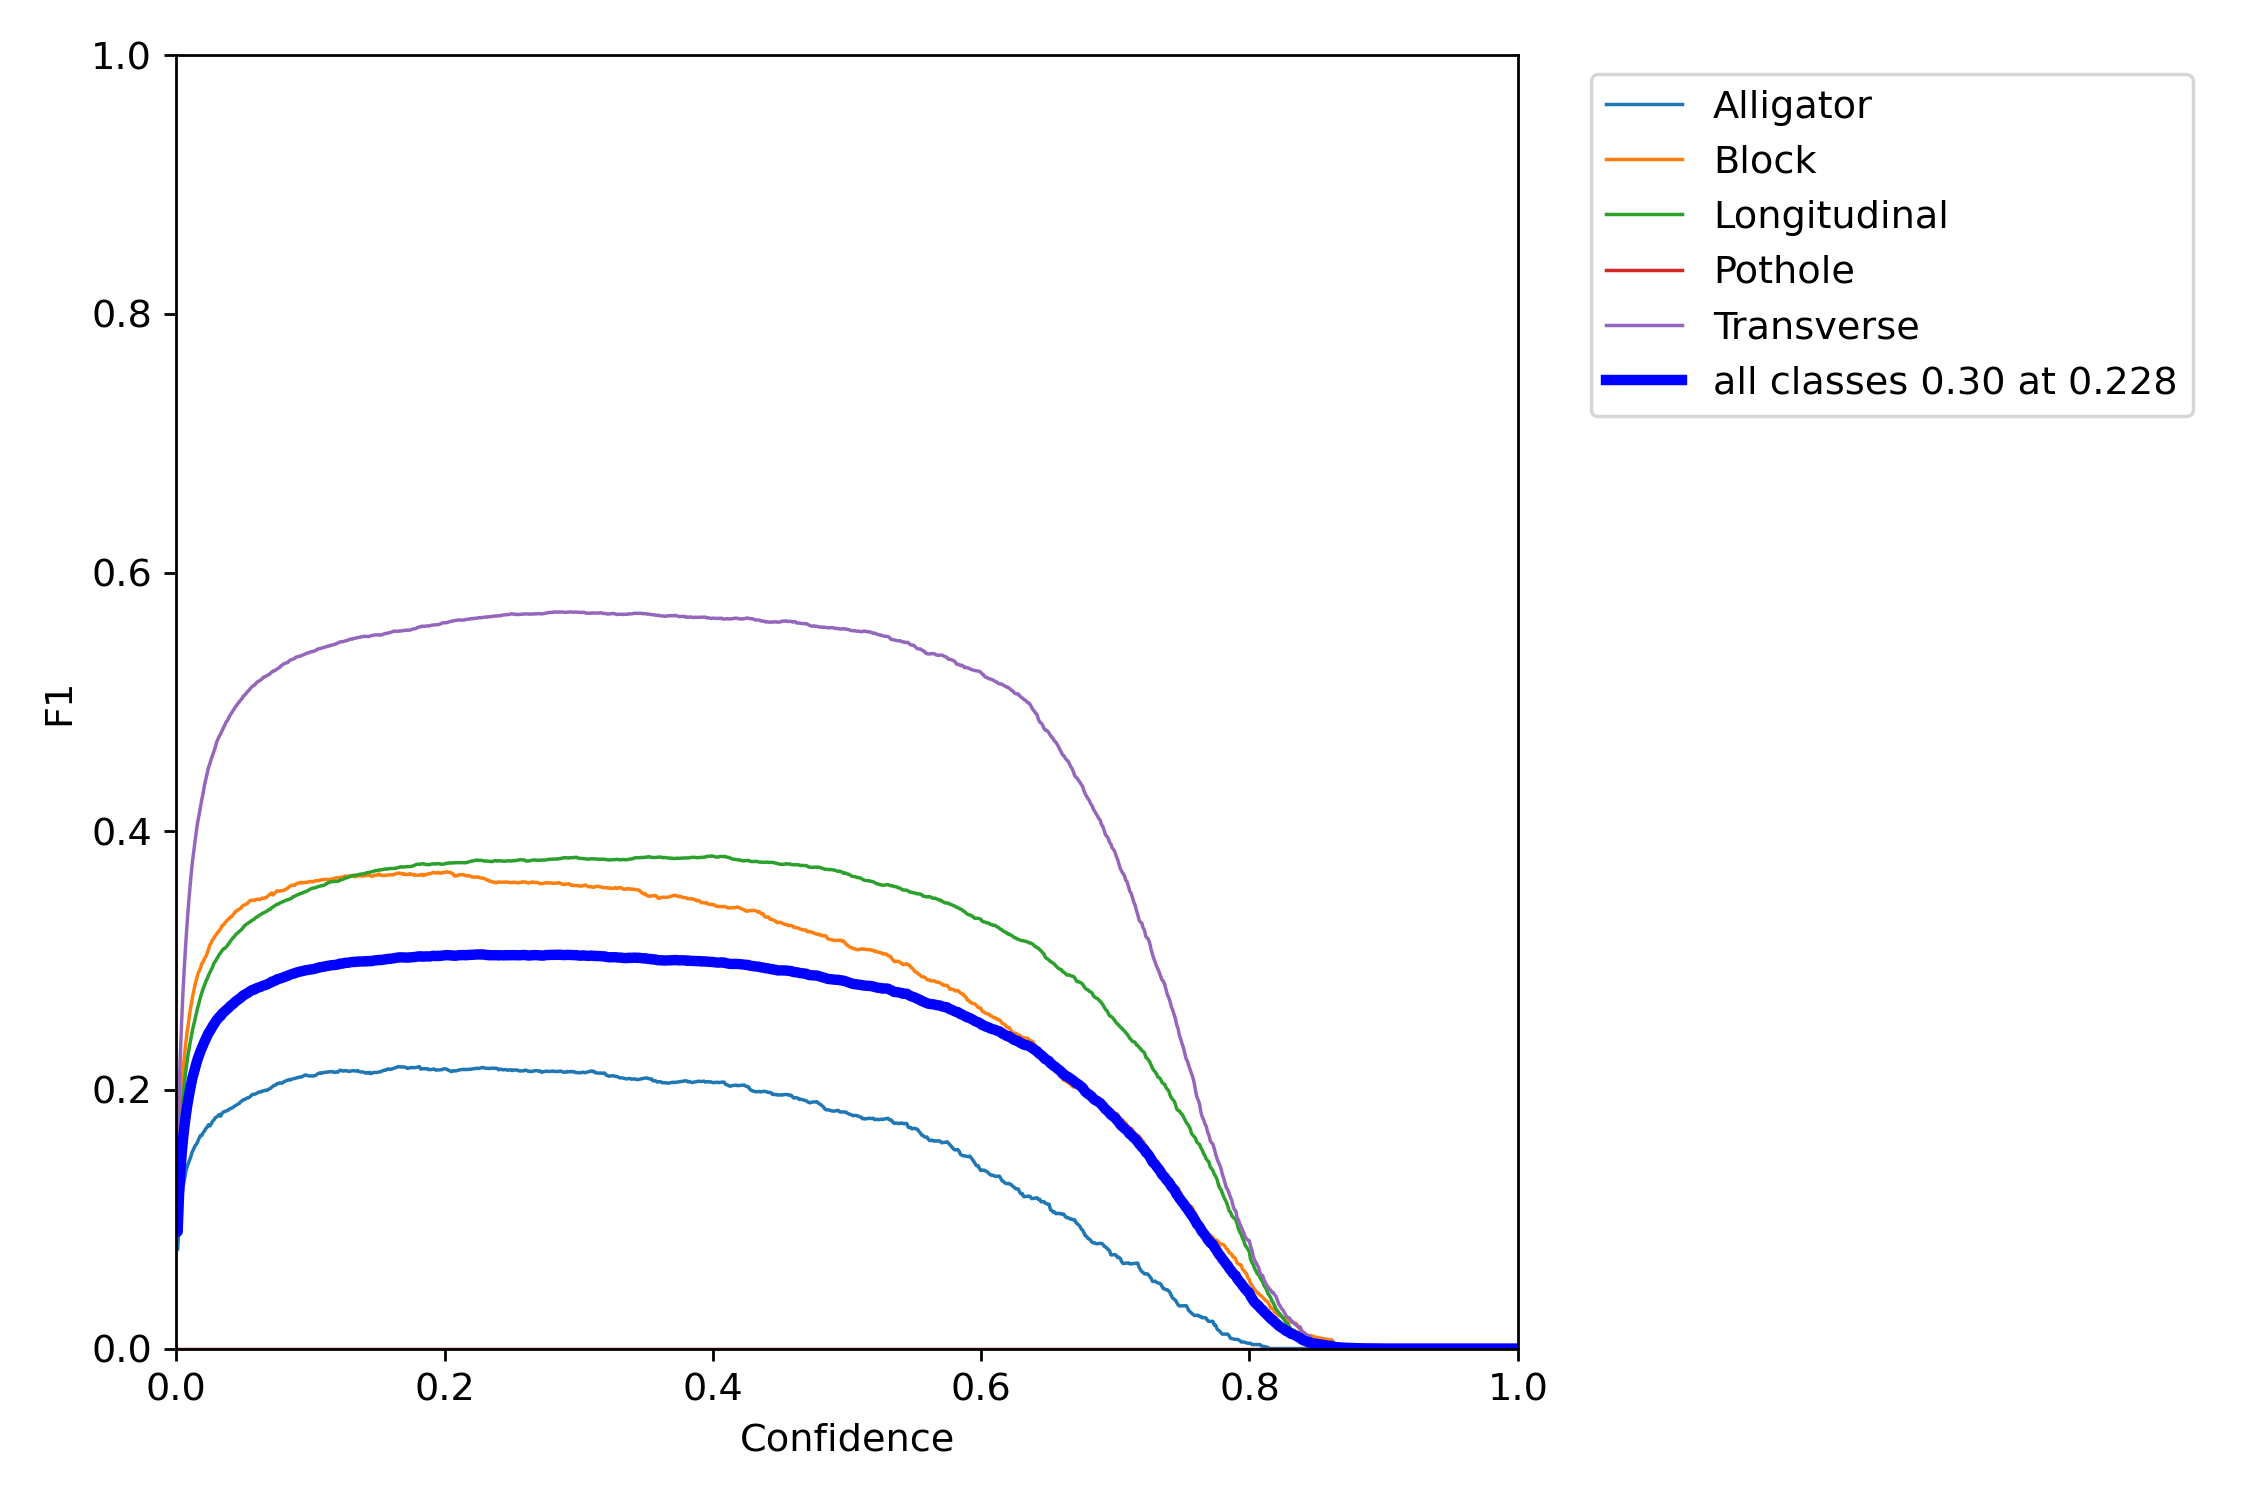 1.0
0.8
0.6
0.4
0.2
0.0
F1
0.0 0.2 0.4 0.6 0.8 1.0
Confidence
Alligator
Block
Longitudinal
Pothole
Transverse
all classes 0.30 at 0.228